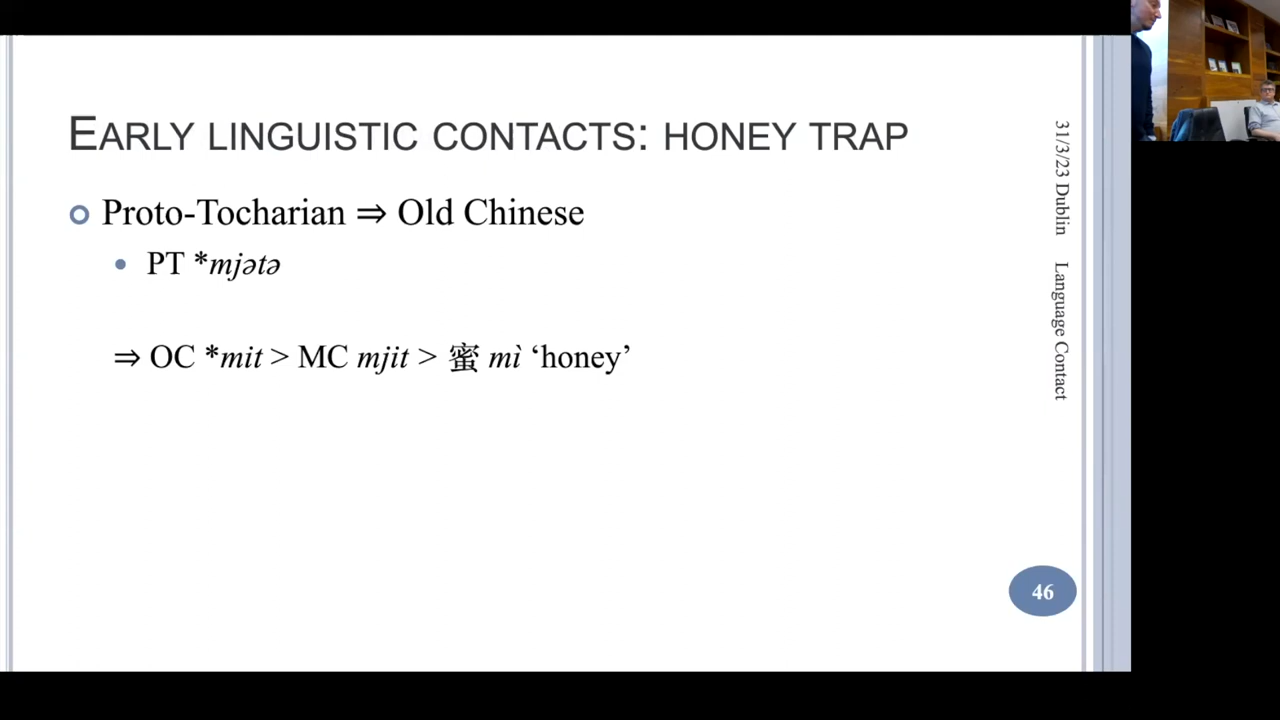 EARLY LINGUISTIC CONTACTS: HONEY TRAP
Proto-Tocharian ⇒ Old Chinese
PT *mjətə
⇒ OC *mit > MC mjit > 蜜 mì ‘honey’
31/3/23 Dublin Language Contact
46